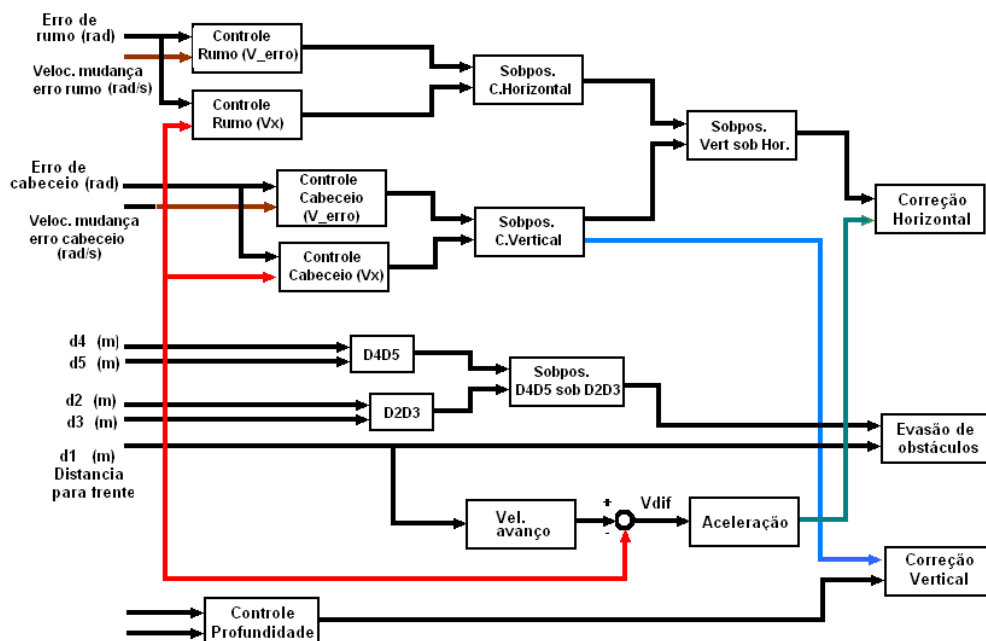 Erro de
rumo (rad)
Veloc. mudança
erro rumo (rad/s)
Controle
Rumo (V_erro)
Controle
Rumo (Vx)
Sobpos.
C.Horizontal
Sobpos.
Vert sob Hor.
Erro de
cabeceio (rad)
Veloc. mudança
erro cabeceio
(rad/s)
Controle
Cabeceio
(V_erro)
Controle
Cabeceio (Vx)
Sobpos.
C.Vertical
Correção
Horizontal
d4 (m)
d5 (m)
D4D5
d2 (m)
d3 (m)
D2D3
Sobpos.
D4D5 sob D2D3
Evasão de
obstáculos
d1 (m)
Distancia
para frente
Vel.
avanço
+
-
Vdif
Aceleração
Correção
Vertical
Controle
Profundidade